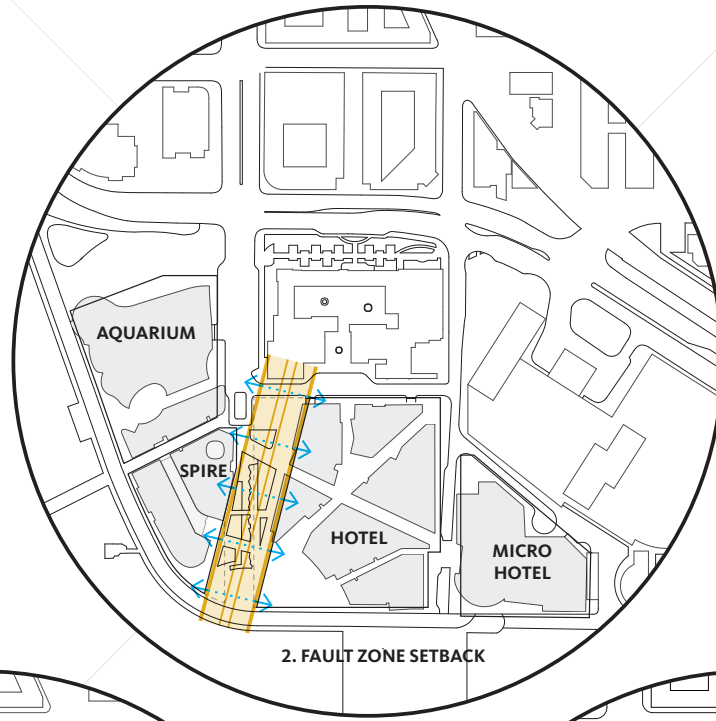 AQUARIUM
SPIRE
HOTEL
MICRO
HOTEL
2. FAULT ZONE SETBACK